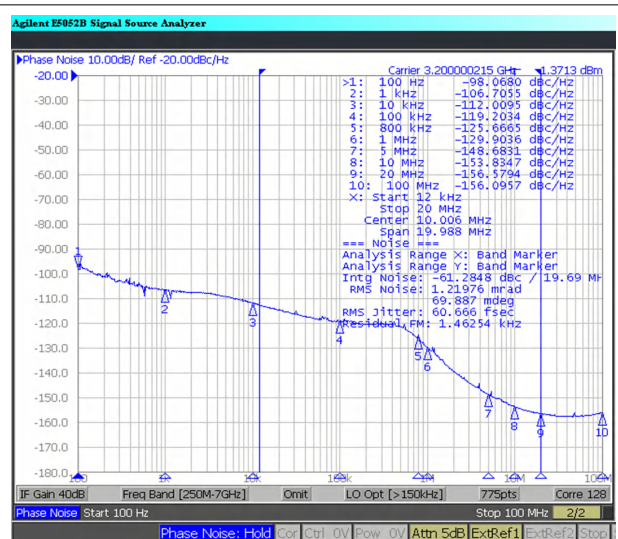 Agilent E5052B Signal Source Analyzer
Phase Noise 10.00dB/ Ref -20.00dBc/Hz
Carrier 3.200000215 GHz 1.3713 dBm
-20.00
>1: 100 Hz -98.0680 dBc/Hz
2: 1 kHz -106.7055 dBc/Hz
-30.00
3: 10 kHz -112.0095 dBc/Hz
4: 100 kHz -119.2034 dBc/Hz
-40.00
5: 800 kHz -125.6665 dBc/Hz
6: 1 MHz -129.9036 dBc/Hz
-50.00
7: 5 MHz -148.6831 dBc/Hz
8: 10 MHz -153.8347 dBc/Hz
-60.00
9: 20 MHz -156.5794 dBc/Hz
10: 100 MHz -156.0957 dBc/Hz
X: Start 12 kHz
-70.00
Stop 20 MHz
Center 10.006 MHz
-80.00
Span 19.988 MHz
=== Noise ===
-90.00
Analysis Range X: Band Marker
Analysis Range Y: Band Marker
-100.0
Intg Noise: -61.2848 dBc / 19.69 MH
RMS Noise: 1.21976 mrad
-110.0
69.887 mdeg
RMS Jitter: 60.666 fsec
-120.0
Residual FM: 1.46254 kHz
-130.0
-140.0
-150.0
-160.0
-170.0
-180.0
1
2
3
4
5
6
7
8
9
10
100
1k
10k
100k
1M
10M
100M
IF Gain 40dB Freq Band [250M-7GHz] Omit LO Opt [>150kHz] 775pts Corre 128
Phase Noise Start 100 Hz Stop 100 MHz 2/2
Phase Noise: Hold Cor Ctrl 0V Pow 0V Attn 5dB ExtRef1 ExtRef2 Stop